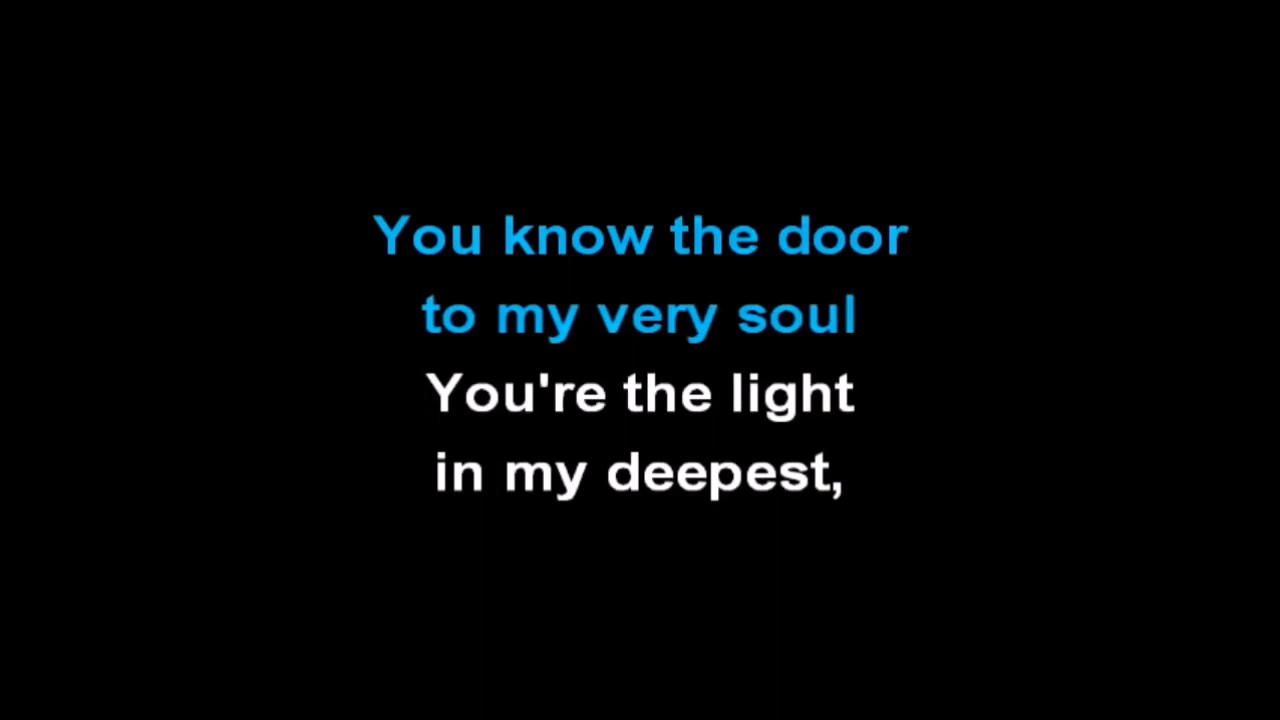 You know the door
to my very soul
You're the light
in my deepest,